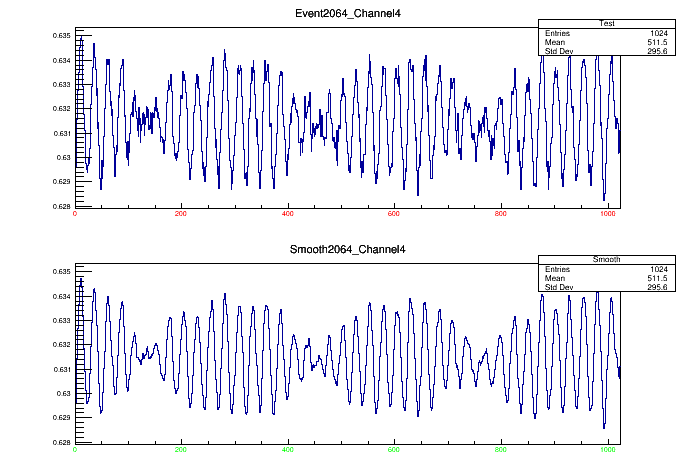 Event2064_Channel4
Test
Entries 1024
Mean 511.5
Std Dev 295.6
0.635
0.634
0.633
0.632
0.631
0.63
0.629
0.628
0 200 400 600 800 1000
Smooth2064_Channel4
Smooth
Entries 1024
Mean 511.5
Std Dev 295.6
0.635
0.634
0.633
0.632
0.631
0.63
0.629
0.628
0 200 400 600 800 1000